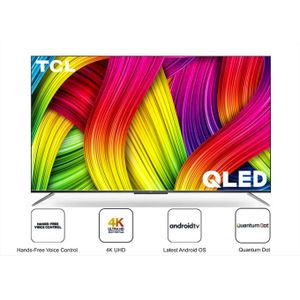 TCL
QLED
HANDS-FREE
VOICE CONTROL
4K
ULTRA HD
androidtv
Quantum Dot
Hands-Free Voice Control
4K UHD
Latest Android OS
Quantum Dot